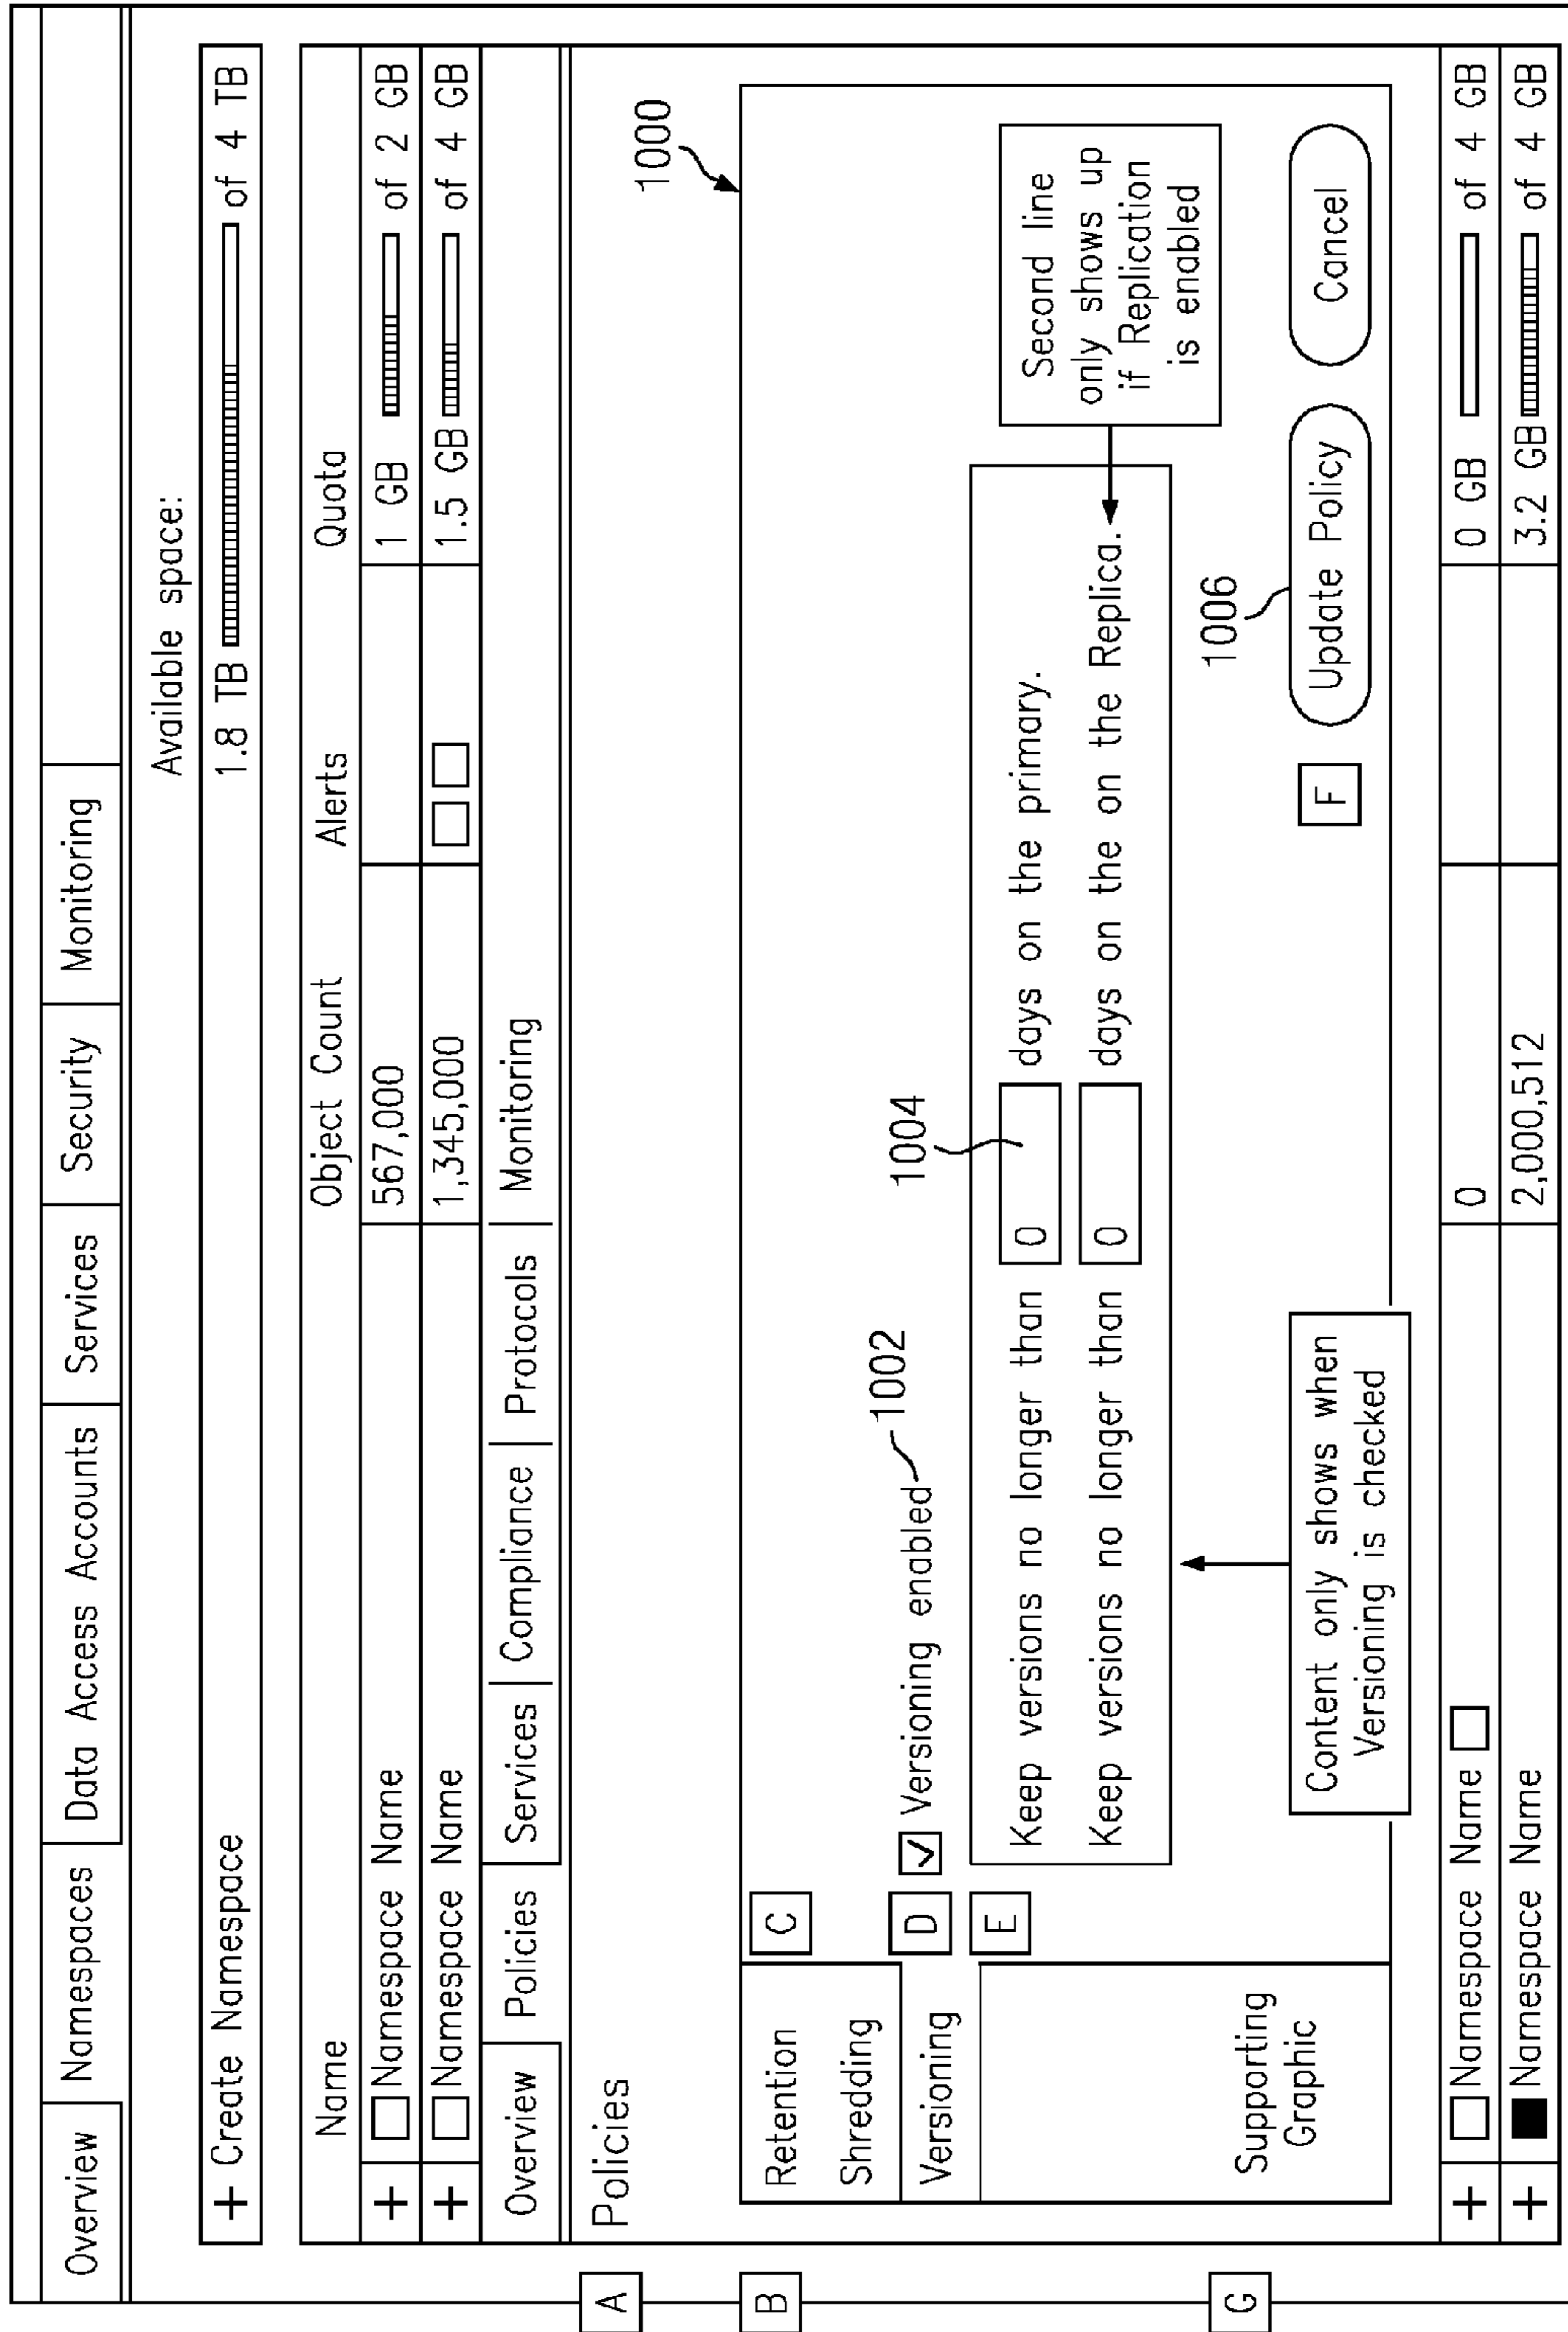 Overview Namespaces Data Access Accounts Services Security Monitoring
Available space:
+ Create Namespace 1.8 TB of 4 TB
Name Object Count Alerts Quota
+ Namespace Name 567,000 1 GB of 2 GB
+ Namespace Name 1,345,000 1.5 GB of 4 GB
Overview Policies Services Compliance Protocols Monitoring
A Policies
1000
B Retention C
Shredding
Versioning D Versioning enabled 1002
1004
E Keep versions no longer than 0 days on the primary.
Keep versions no longer than 0 days on the on the Replica.
Second line
only shows up
if Replication
is enabled
1006
G Supporting
Graphic
Content only shows when
Versioning is checked
F Update Policy Cancel
+ Namespace Name 0 0 GB of 4 GB
+ Namespace Name 2,000,512 3.2 GB of 4 GB